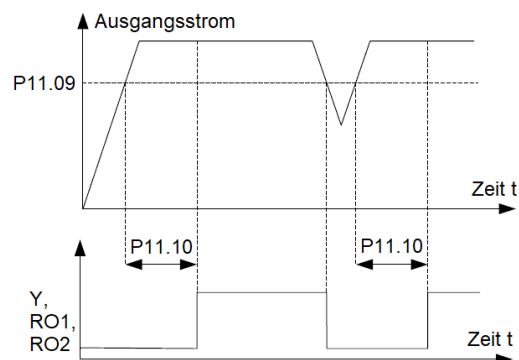 Ausgangsstrom
P11.09
Zeit t
P11.10
P11.10
Y,
RO1,
RO2
Zeit t